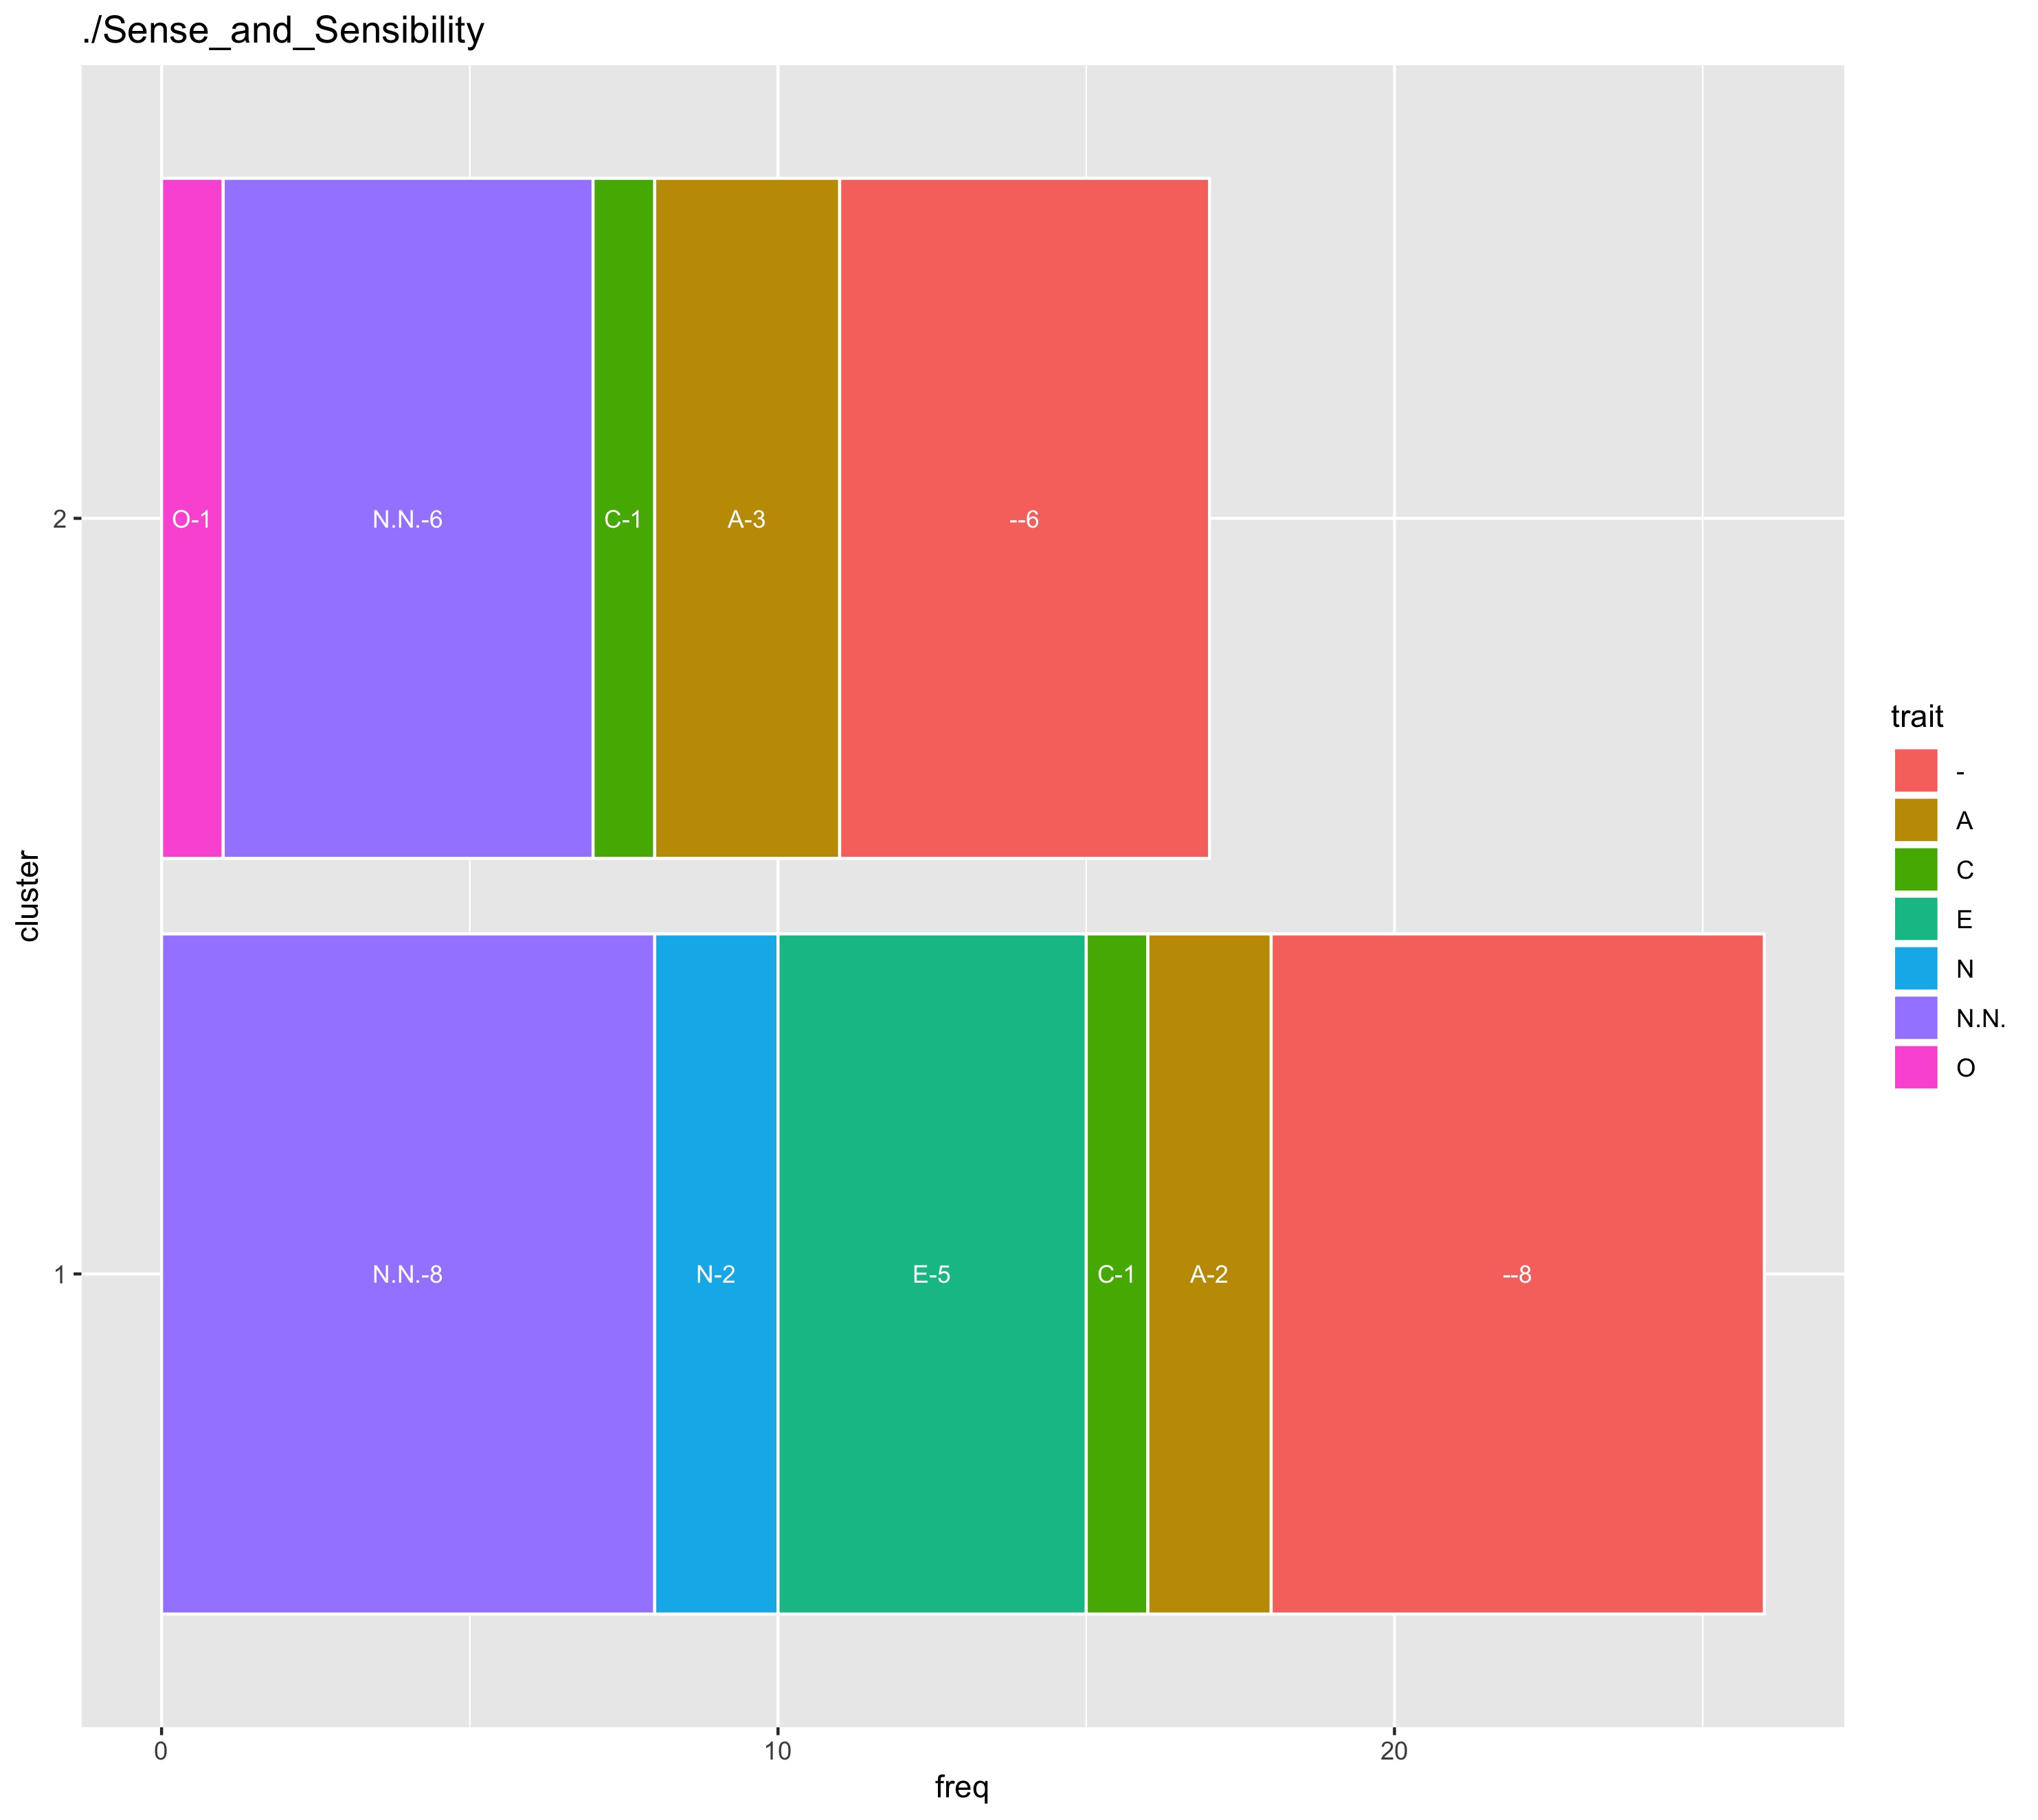 ./Sense_and_Sensibility
cluster
2
O-1 N.N.-6 C-1 A-3 --6
1
N.N.-8 N-2 E-5 C-1 A-2 --8
0 10 20
freq
trait
-
A
C
E
N
N.N.
O